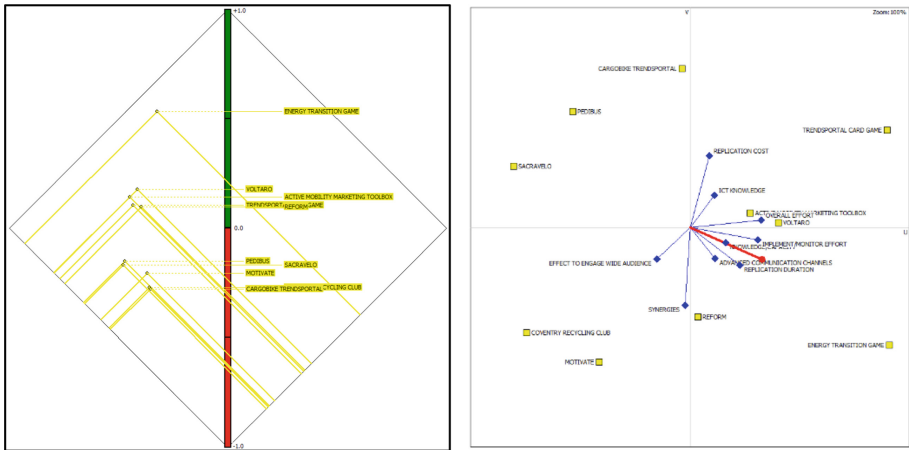 +1.0
ENERGY TRANSITION GAME
VOLTARO
ACTIVE MOBILITY MARKETING TOOLBOX
TRENDSPORTAL GAME
REFORM
0.0
PEDIBUS
SACRAVELO
MOTIVATE
CARGOBIKE TRENDSPORTAL
CYCLING CLUB
-1.0
V
Zoom: 100%
CARGOBIKE TRENDSPORTAL
PEDIBUS
TRENDSPORTAL CARD GAME
REPLICATION COST
SACRAVELO
ICT KNOWLEDGE
MARKETING TOOLBOX
OVERALL EFFORT
VOLTARO
U
IMPLEMENT/MONITOR EFFORT
EFFECT TO ENGAGE WIDE AUDIENCE
ADVANCED COMMUNICATION CHANNELS
REPLICATION DURATION
SYNERGIES
REFORM
COVENTRY RECYCLING CLUB
ENERGY TRANSITION GAME
MOTIVATE